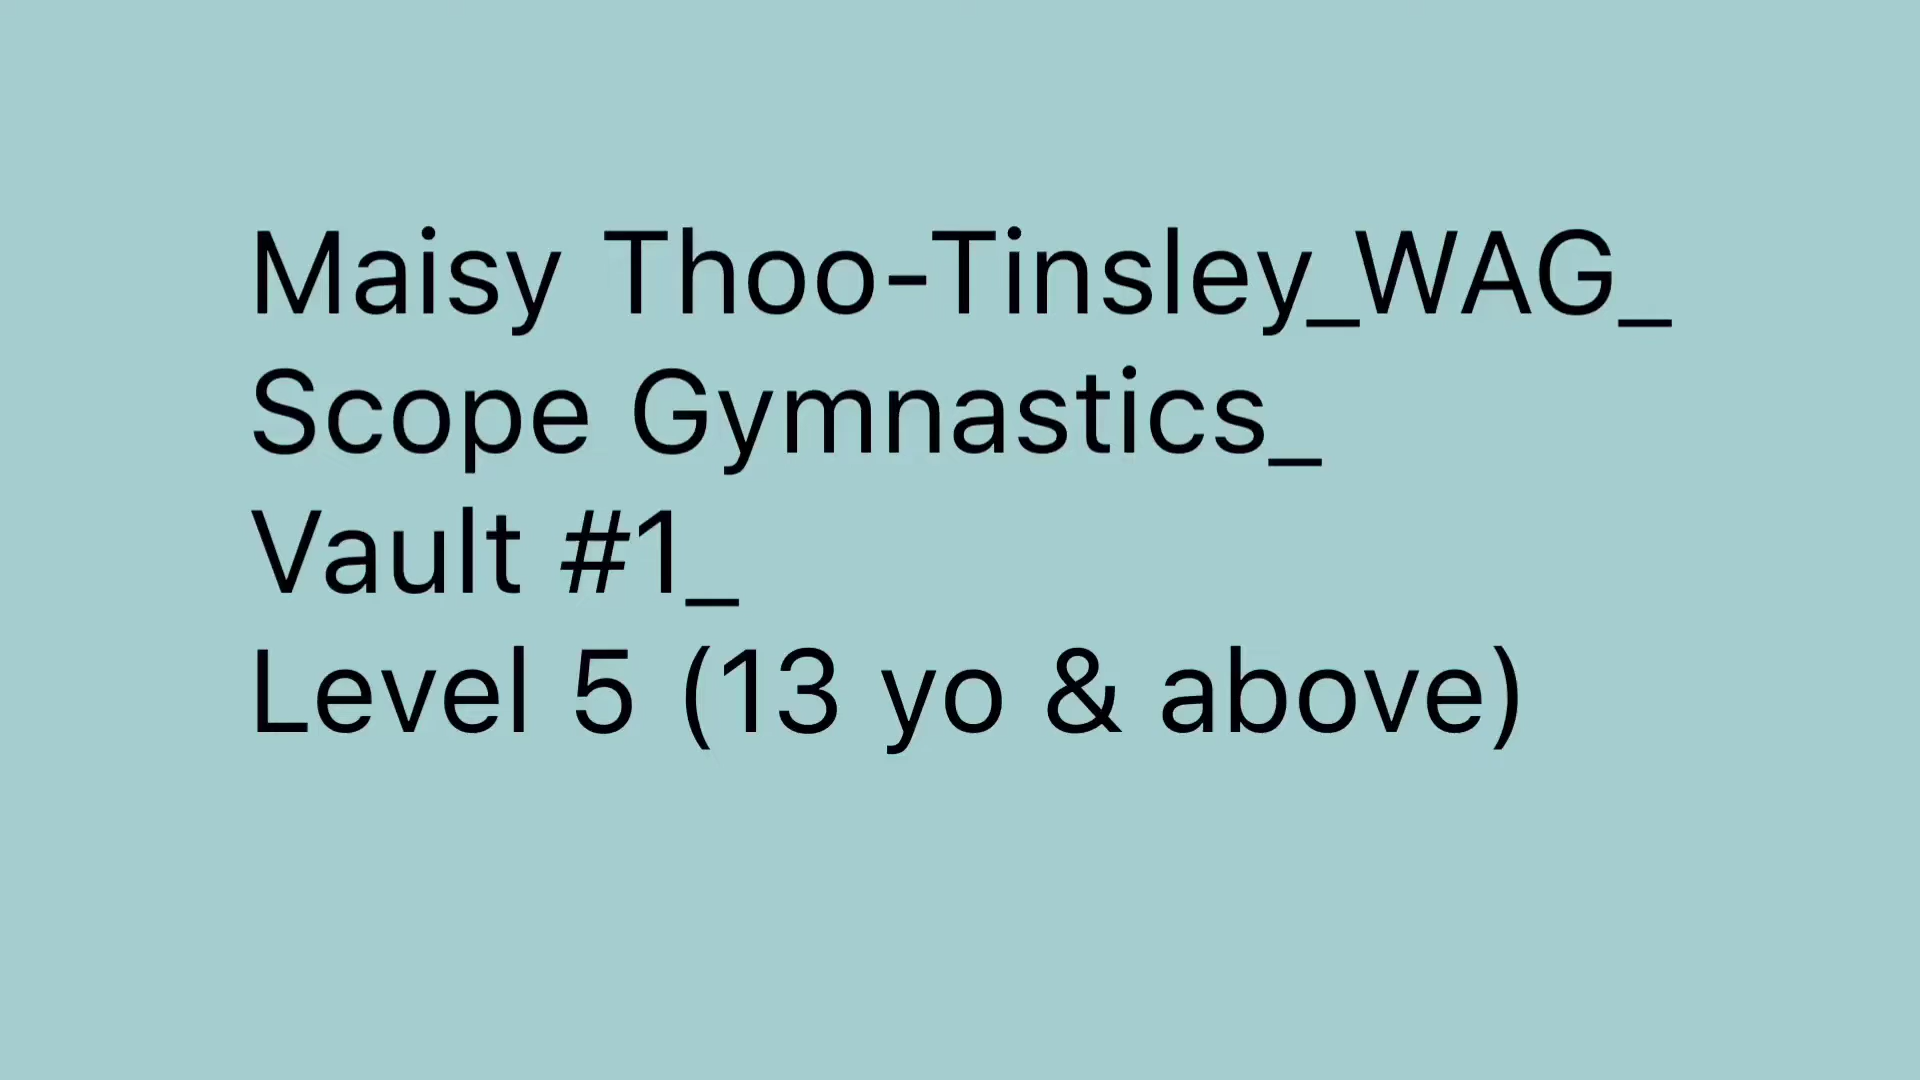 Maisy Thoo-Tinsley_WAG_
Scope Gymnastics_
Vault #1_
Level 5 (13 yo & above)